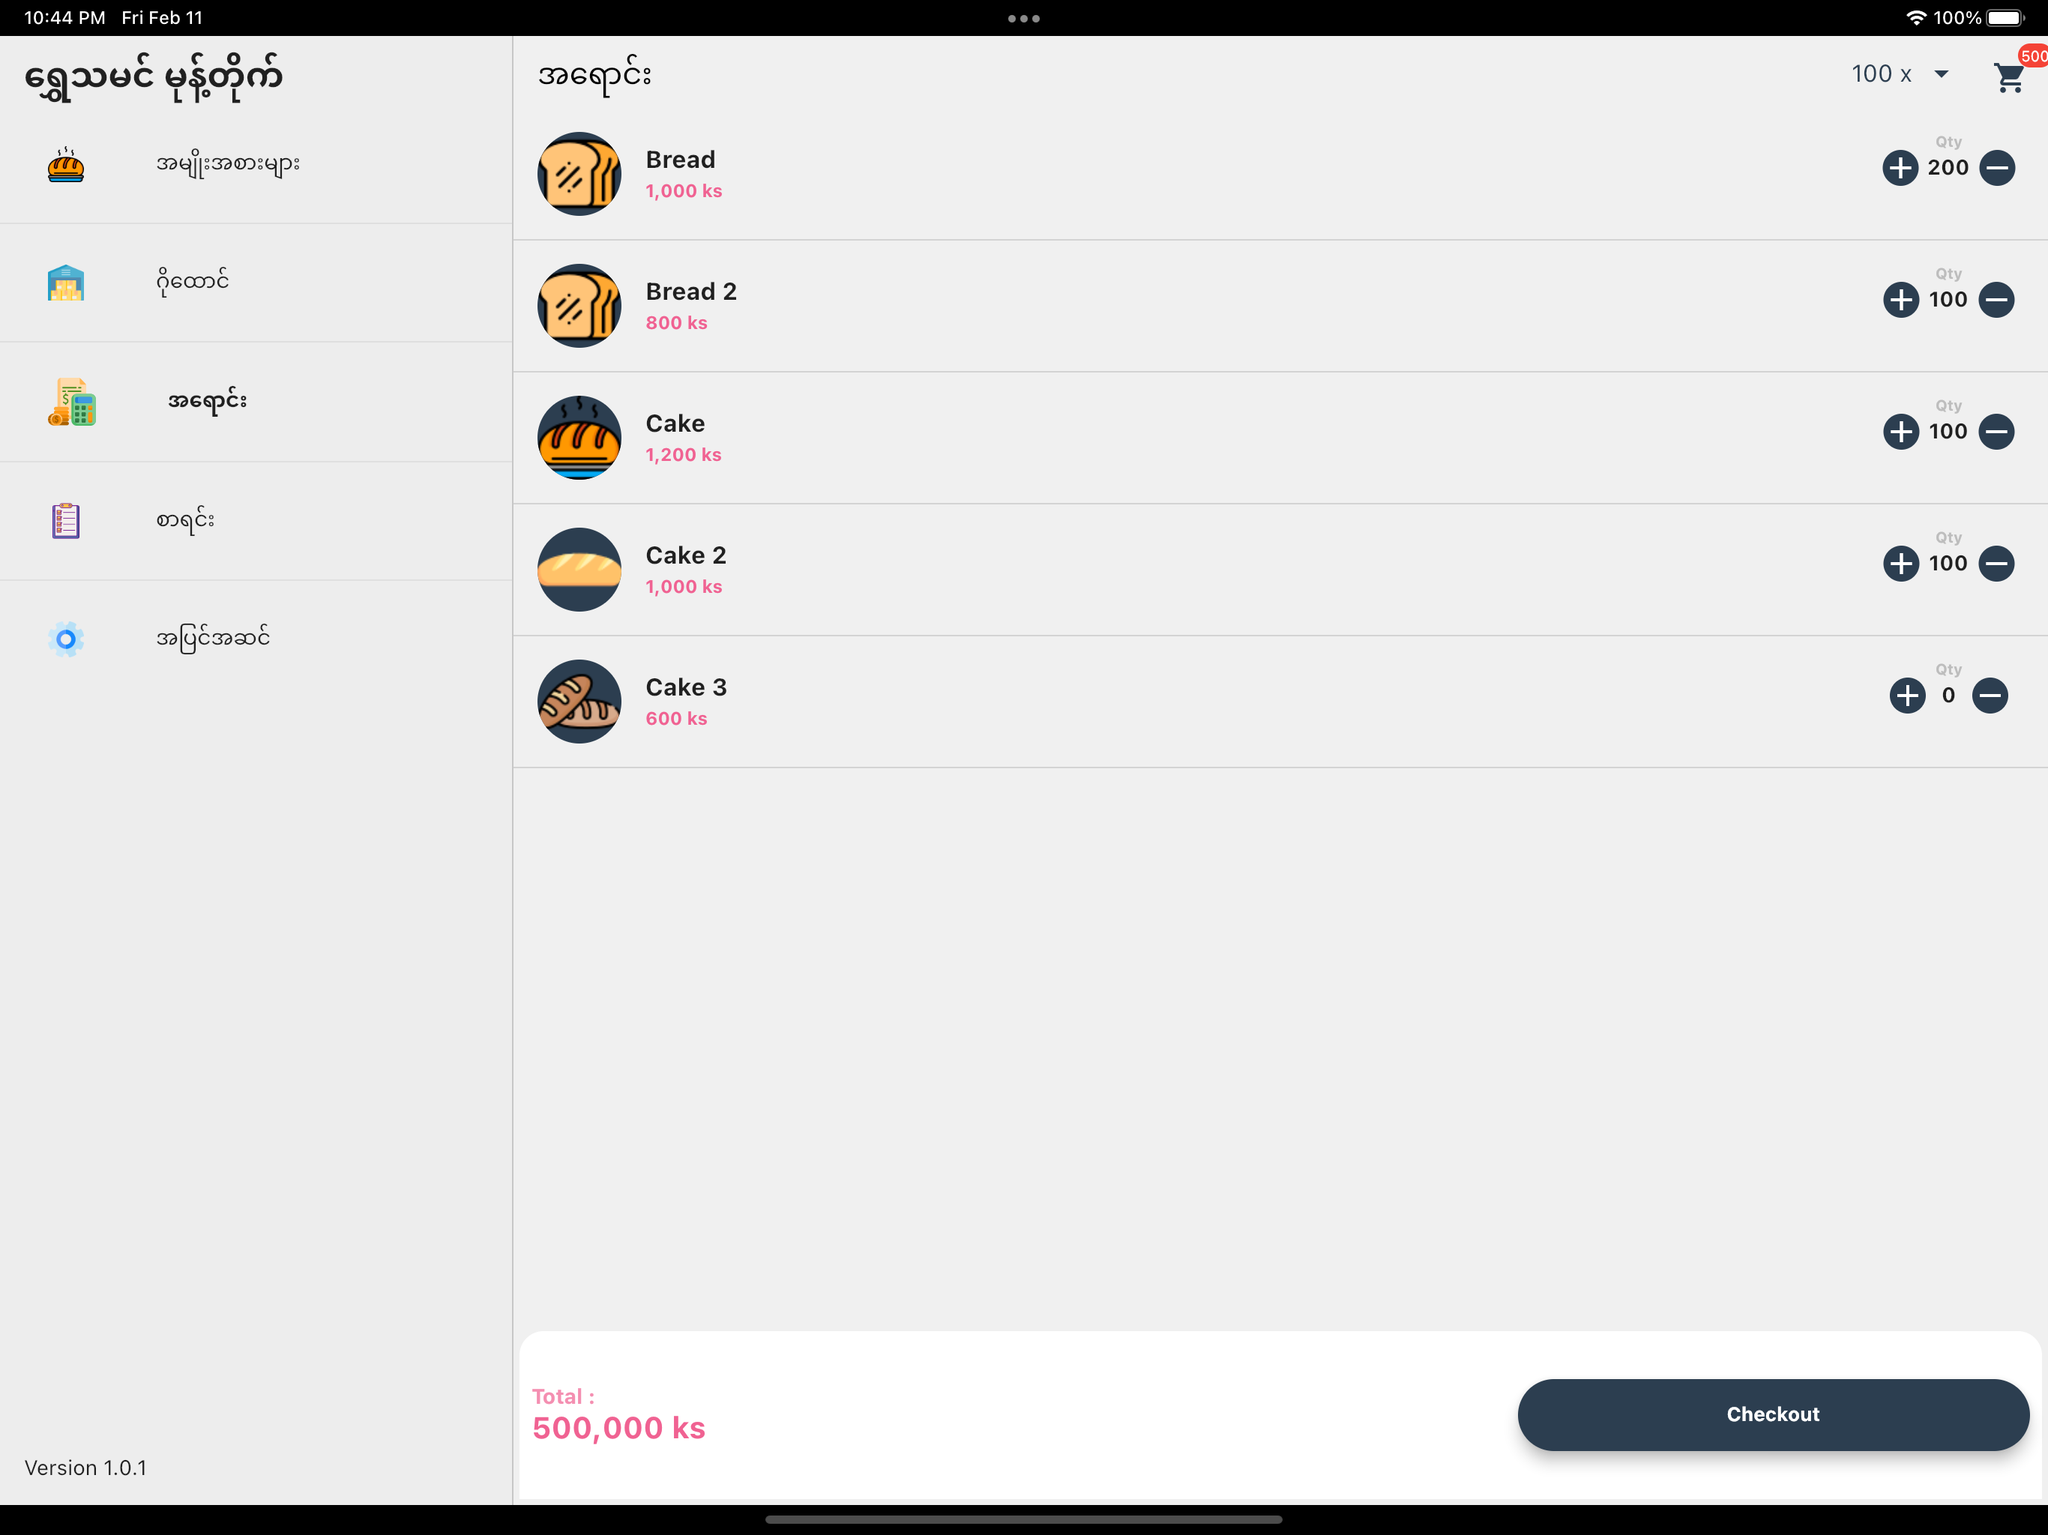 10:44 PM Fri Feb 11
100%
ရွှေသမင် မုန့်တိုက်
အမျိုးအစားများ
ဂိုထောင်
အရောင်း
စာရင်း
အပြင်အဆင်
Version 1.0.1
အရောင်း
100 x
500
Bread
1,000 ks
Qty
200
Bread 2
800 ks
Qty
100
Cake
1,200 ks
Qty
100
Cake 2
1,000 ks
Qty
100
Cake 3
600 ks
Qty
0
Total :
500,000 ks
Checkout